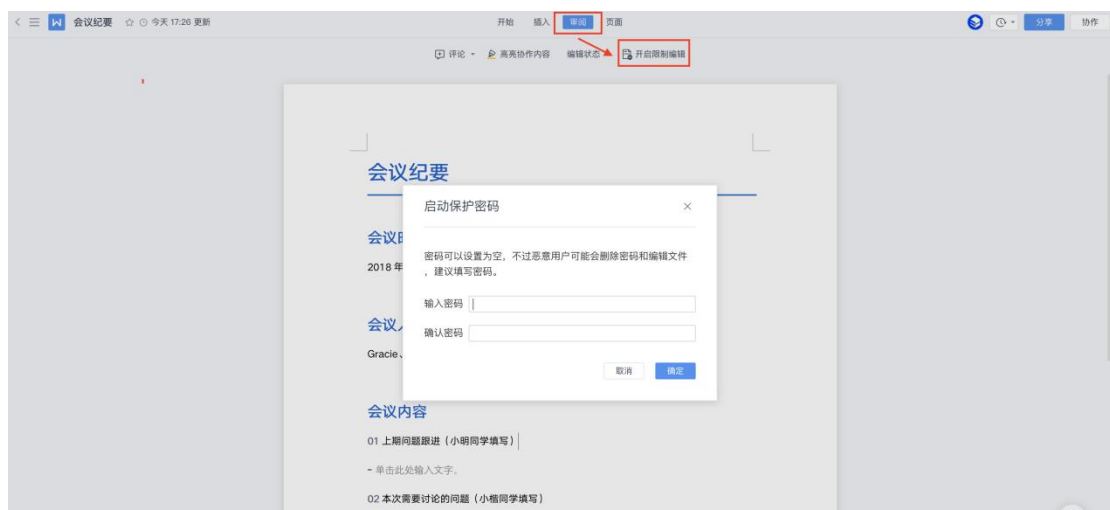 会议纪要 今天 17:26 更新 开始 插入 审阅 页面 分享 协作
评论 高亮协作内容 编辑状态 开启限制编辑
会议纪要
启动保护密码
会议
密码可以设置为空，不过恶意用户可能会删除密码和编辑文件
，建议填写密码。
2018 年
输入密码
会议
确认密码
Gracie、
取消 确定
会议内容
01 上期问题跟进（小明同学填写）
- 单击此处输入文字。
02 本次需要讨论的问题（小楷同学填写）